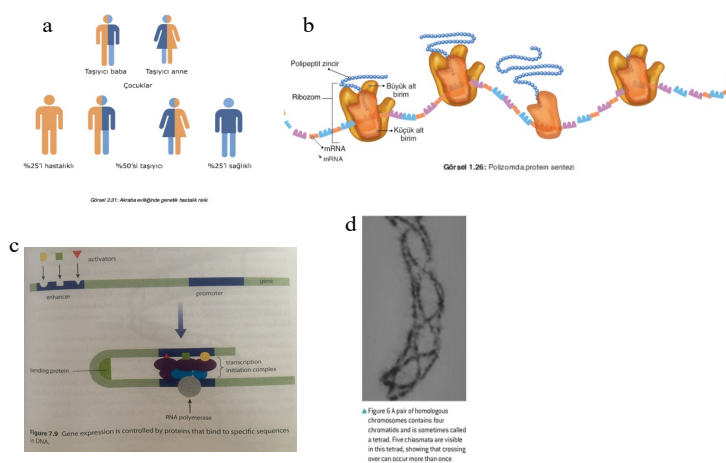 a
Taşıyıcı baba
Taşıyıcı anne
Çocuklar
%25'i hastalıklı
%50'si taşıyıcı
%25'i sağlıklı
Görsel 2.31: Akraba evliliğinde genetik hastalık riski
b
Polipeptit zincir
Ribozom
Büyük alt
birim
Küçük alt
birim
mRNA
mRNA
Görsel 1.26: Polizomda protein sentezi
c
activators
enhancer
promoter
gene
bending protein
transcription
initiation complex
RNA polymerase
Figure 7.9 Gene expression is controlled by proteins that bind to specific sequences
in DNA.
d
▲ Figure 6 A pair of homologous
chromosomes contains four
chromatids and is sometimes called
a tetrad. Five chiasmata are visible
in this tetrad, showing that crossing
over can occur more than once